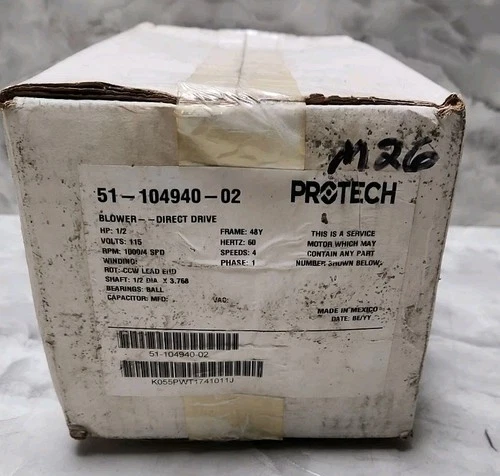 M26
51-104940-02
PROTECH
BLOWER--DIRECT DRIVE
HP: 1/2
VOLTS: 115
RPM: 1000/4 SPD
WINDING:
ROT: CCW LEAD END
SHAFT: 1/2 DIA X 3.758
BEARINGS: BALL
CAPACITOR: MFD: VAC:
FRAME: 48Y
HERTZ: 60
SPEEDS: 4
PHASE: 1
THIS IS A SERVICE
MOTOR WHICH MAY
CONTAIN ANY PART
NUMBER SHOWN BELOW.
MADE IN MEXICO
DATE: BE/YY
51-104940-02
K055PWT1741011J